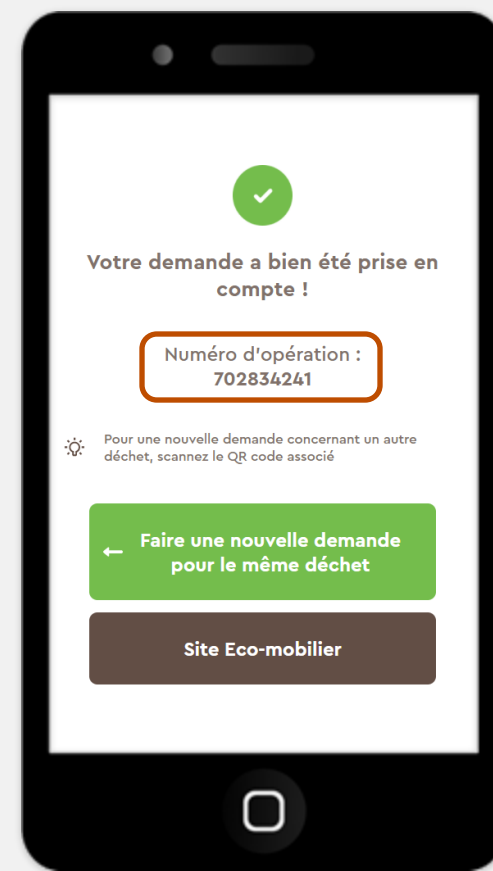 Votre demande a bien été prise en
compte !
Numéro d'opération :
702834241
Pour une nouvelle demande concernant un autre
déchet, scannez le QR code associé
Faire une nouvelle demande
pour le même déchet
Site Eco-mobilier